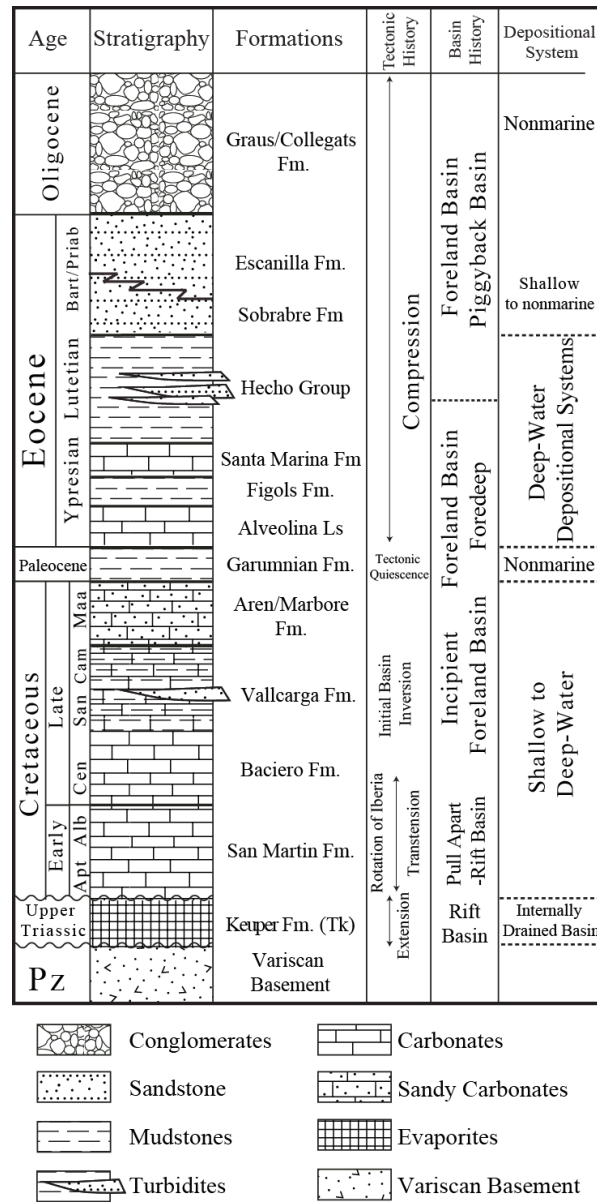 Age
Stratigraphy
Formations
Tectonic
History
Basin
History
Depositional
System
Oligocene
Graus/Collegats
Fm.
Nonmarine
Eocene
Bart/Priab
Escanilla Fm.
Sobrabre Fm
Foreland Basin
Piggyback Basin
Shallow
to nonmarine
Compression
Lutetian
Hecho Group
Deep-Water
Depositional Systems
Ypresian
Santa Marina Fm
Figols Fm.
Alveolina Ls
Foreland Basin
Foredeep
Paleocene
Garumnian Fm.
Tectonic
Quiescence
Nonmarine
Cretaceous
Late
Maa
Aren/Marbore
Fm.
Cam
San
Vallcarga Fm.
Initial Basin
Inversion
Incipient
Foreland Basin
Shallow to
Deep-Water
Cen
Baciero Fm.
Rotation of Iberia
Transtension
Early
Alb
Apt
San Martin Fm.
Pull Apart
-Rift Basin
Upper
Triassic
Keuper Fm. (Tk)
Extension
Rift
Basin
Internally
Drained Basin
Pz
Variscan
Basement
Conglomerates
Carbonates
Sandstone
Sandy Carbonates
Mudstones
Evaporites
Turbidites
Variscan Basement